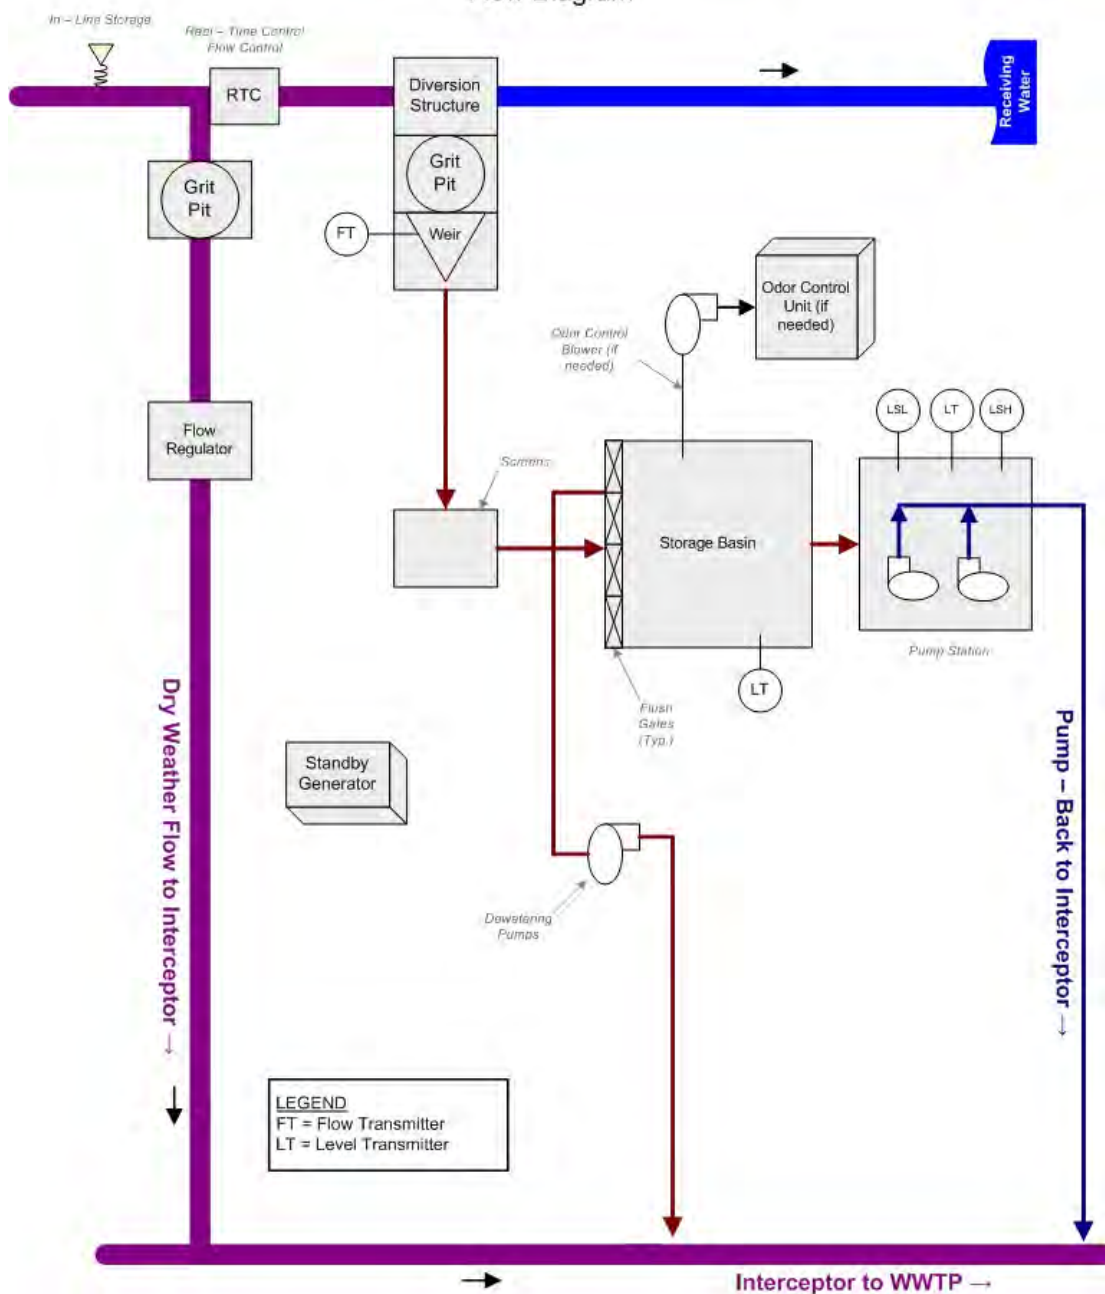 In – Line Storage
Real – Time Control
Flow Control
RTC
Diversion
Structure
Receiving
Water
Grit
Pit
Grit
Pit
FT
Weir
Odor Control
Unit (if
needed)
Odor Control
Blower (if
needed)
LSL
LT
LSH
Flow
Regulator
Screens
Storage Basin
Pump Station
LT
Flush
Gates
(Typ.)
Dry Weather Flow to Interceptor →
Pump – Back to Interceptor →
Standby
Generator
Dewatering
Pumps
LEGEND
FT = Flow Transmitter
LT = Level Transmitter
Interceptor to WWTP →